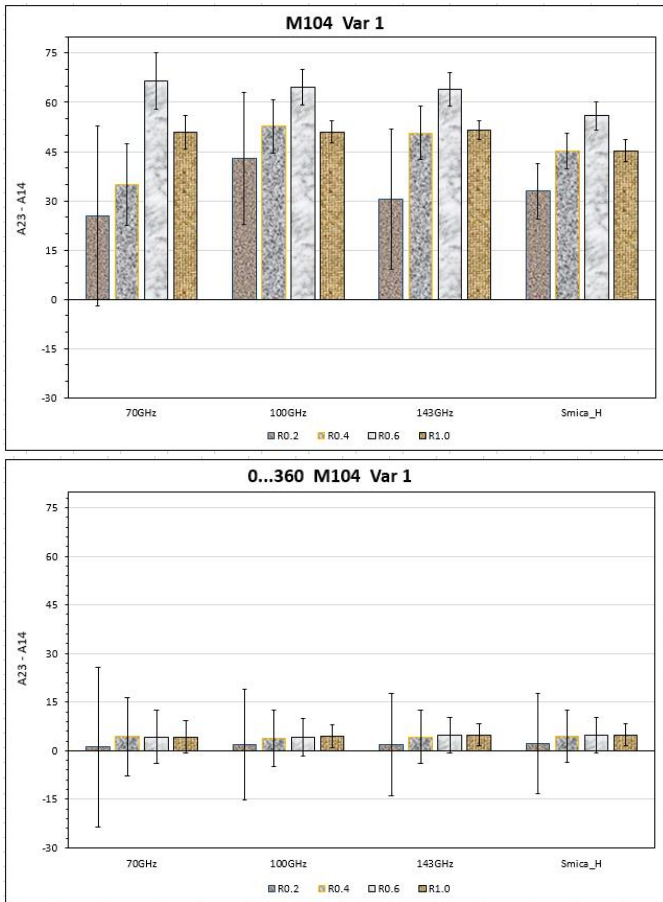 M104 Var 1
75
60
45
30
15
0
-15
-30
A23 - A14
70GHz 100GHz 143GHz Smica_H
R0.2 R0.4 R0.6 R1.0
0...360 M104 Var 1
75
60
45
30
15
0
-15
-30
A23 - A14
70GHz 100GHz 143GHz Smica_H
R0.2 R0.4 R0.6 R1.0